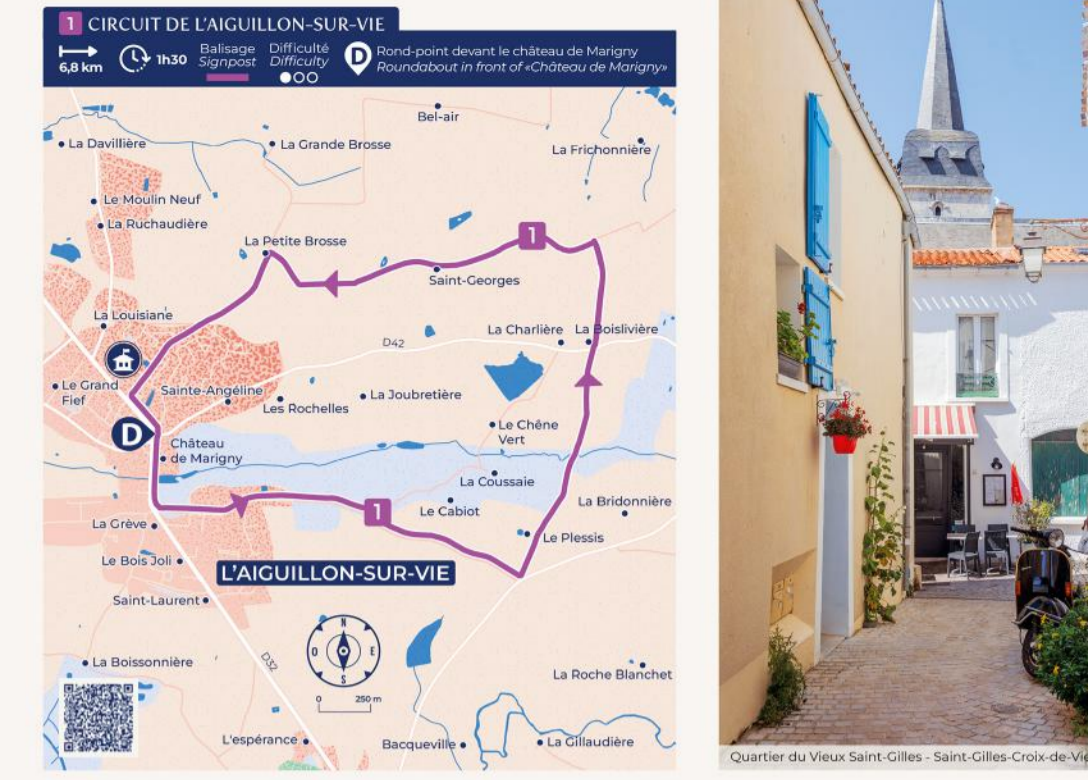 1 CIRCUIT DE L'AIGUILLON-SUR-VIE
6,8 km
1h30
Balisage
Signpost
Difficulté
Difficulty
D
Rond-point devant le château de Marigny
Roundabout in front of «Château de Marigny»
Bel-air
La Davillière
La Grande Brosse
La Frichonnière
Le Moulin Neuf
La Ruchaudière
La Petite Brosse
1
Saint-Georges
La Louisiane
La Charlière
La Boislivière
D42
Le Grand
Fief
Sainte-Angéline
Les Rochelles
La Joubretière
D
Château
de Marigny
Le Chêne
Vert
La Coussaie
La Grève
1
Le Cabiot
La Bridonnière
Le Plessis
Le Bois Joli
L'AIGUILLON-SUR-VIE
Saint-Laurent
N
O E
S
0 250 m
La Boissonnière
D32
La Roche Blanchet
L'espérance
Bacqueville
La Gillaudière
Quartier du Vieux Saint-Gilles - Saint-Gilles-Croix-de-Vie